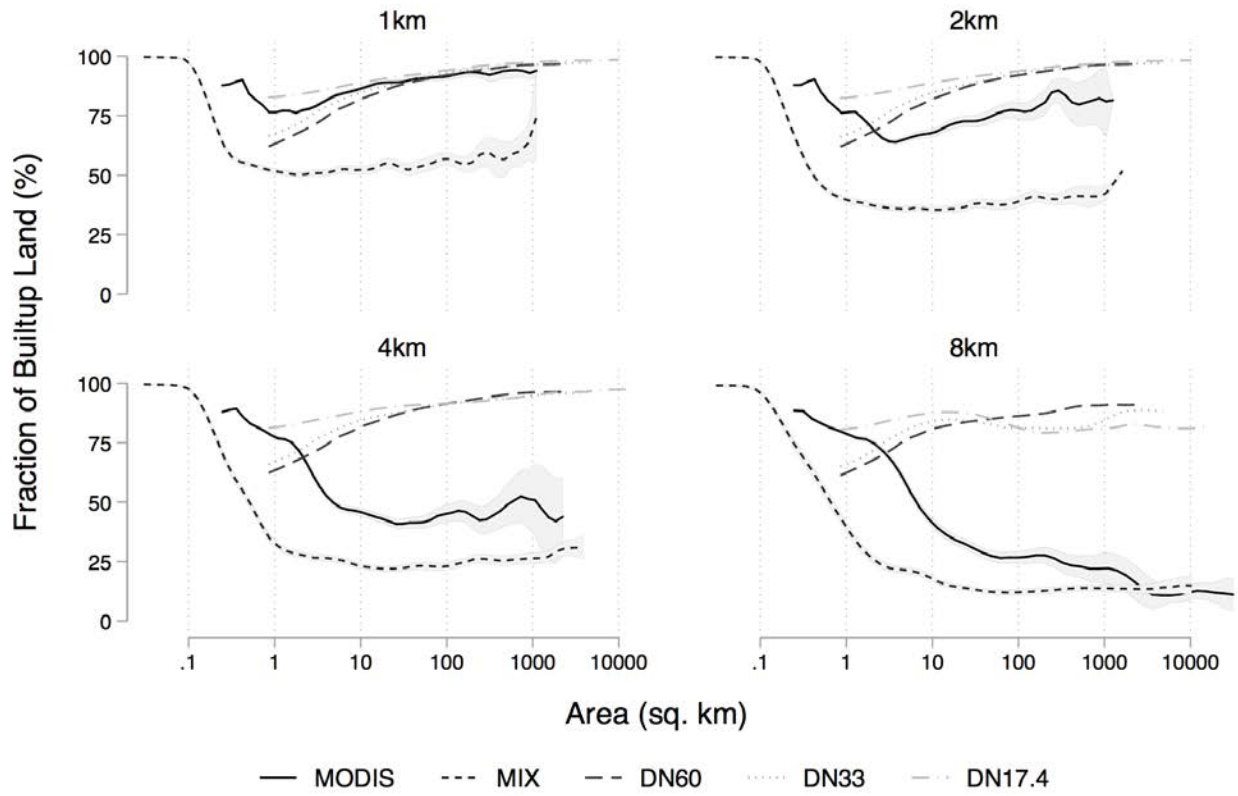 1km
2km
100
75
50
25
0
Fraction of Builtup Land (%)
4km
8km
100
75
50
25
0
.1 1 10 100 1000 10000
.1 1 10 100 1000 10000
Area (sq. km)
MODIS MIX DN60 DN33 DN17.4